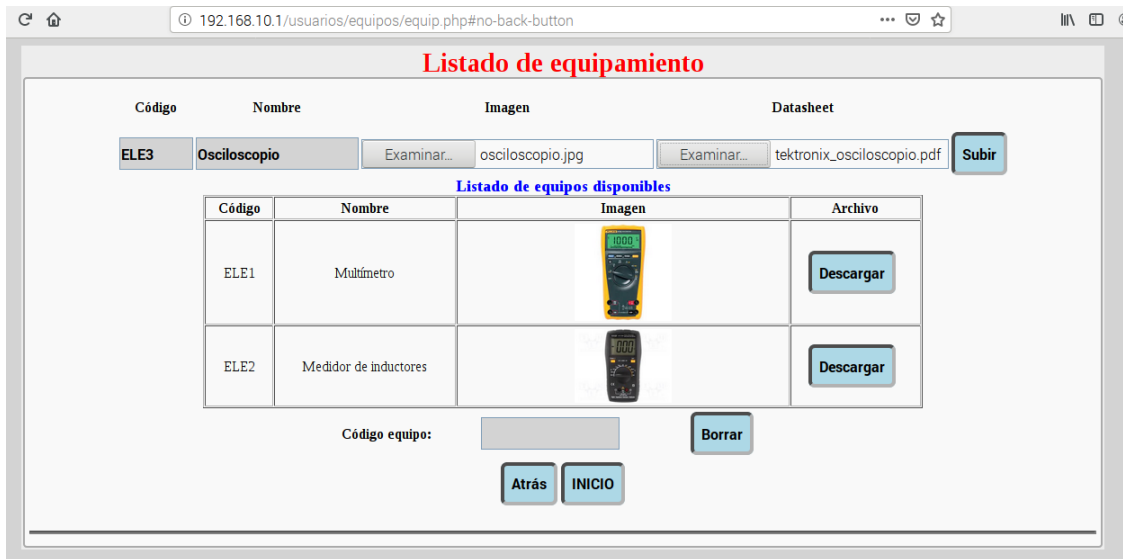 192.168.10.1/usuarios/equipos/equip.php#no-back-button
Listado de equipamiento
Código Nombre Imagen Datasheet
ELE3 Osciloscopio Examinar... osciloscopio.jpg Examinar... tektronix_osciloscopio.pdf Subir
Listado de equipos disponibles
Código Nombre Imagen Archivo
1000
ELE1 Multímetro Descargar
000
ELE2 Medidor de inductores Descargar
Código equipo: Borrar
Atrás INICIO